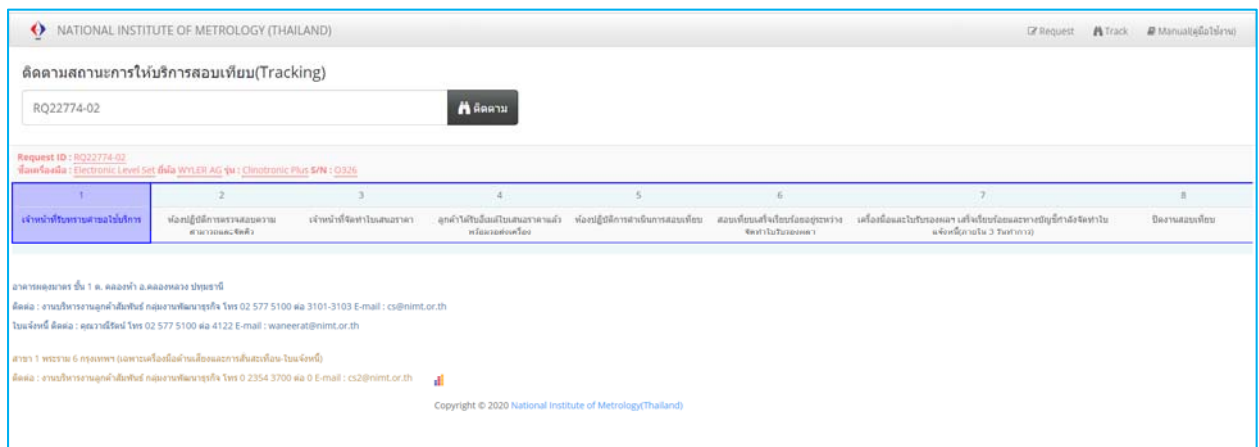 NATIONAL INSTITUTE OF METROLOGY (THAILAND)
Request Track Manual(คู่มือใช้งาน)
ติดตามสถานะการให้บริการสอบเทียบ(Tracking)
RQ22774-02 ติดตาม
Request ID : RQ22774-02
ชื่อเครื่องมือ : Electronic Level Set ยี่ห้อ WYLER AG รุ่น : Clinotronic Plus S/N : O326
1 2 3 4 5 6 7 8
เจ้าหน้าที่รับทราบคำขอใช้บริการ ห้องปฏิบัติการตรวจสอบความ เจ้าหน้าที่จัดทำใบเสนอราคา ลูกค้าได้รับอีเมล์ใบเสนอราคาแล้ว ห้องปฏิบัติการดำเนินการสอบเทียบ สอบเทียบเสร็จเรียบร้อยอยู่ระหว่าง เครื่องมือและใบรับรองผลฯ เสร็จเรียบร้อยและทางบัญชีกำลังจัดทำใบ ปิดงานสอบเทียบ
สามารถและจัดคิว พร้อมรอส่งเครื่อง จัดทำใบรับรองผลฯ แจ้งหนี้(ภายใน 3 วันทำการ)
อาคารผดุงมาตร ชั้น 1 ต. คลองห้า อ.คลองหลวง ปทุมธานี
ติดต่อ : งานบริหารงานลูกค้าสัมพันธ์ กลุ่มงานพัฒนาธุรกิจ โทร 02 577 5100 ต่อ 3101-3103 E-mail : cs@nimt.or.th
ใบแจ้งหนี้ ติดต่อ : คุณวาณีรัตน์ โทร 02 577 5100 ต่อ 4122 E-mail : waneerat@nimt.or.th
สาขา 1 พระราม 6 กรุงเทพฯ (เฉพาะเครื่องมือด้านเสียงและการสั่นสะเทือน-ใบแจ้งหนี้)
ติดต่อ : งานบริหารงานลูกค้าสัมพันธ์ กลุ่มงานพัฒนาธุรกิจ โทร 0 2354 3700 ต่อ 0 E-mail : cs2@nimt.or.th
Copyright © 2020 National Institute of Metrology(Thailand)